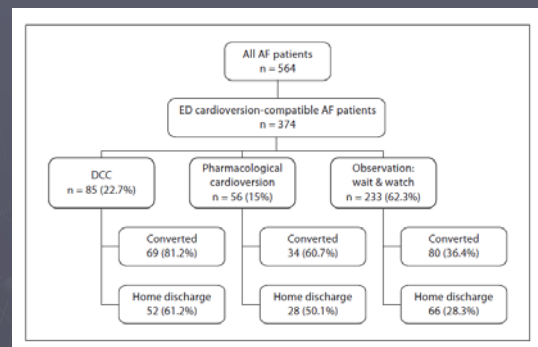 All AF patients
n = 564
ED cardioversion-compatible AF patients
n = 374
DCC
n = 85 (22.7%)
Pharmacological
cardioversion
n = 56 (15%)
Observation:
wait & watch
n = 233 (62.3%)
Converted
69 (81.2%)
Converted
34 (60.7%)
Converted
80 (36.4%)
Home discharge
52 (61.2%)
Home discharge
28 (50.1%)
Home discharge
66 (28.3%)